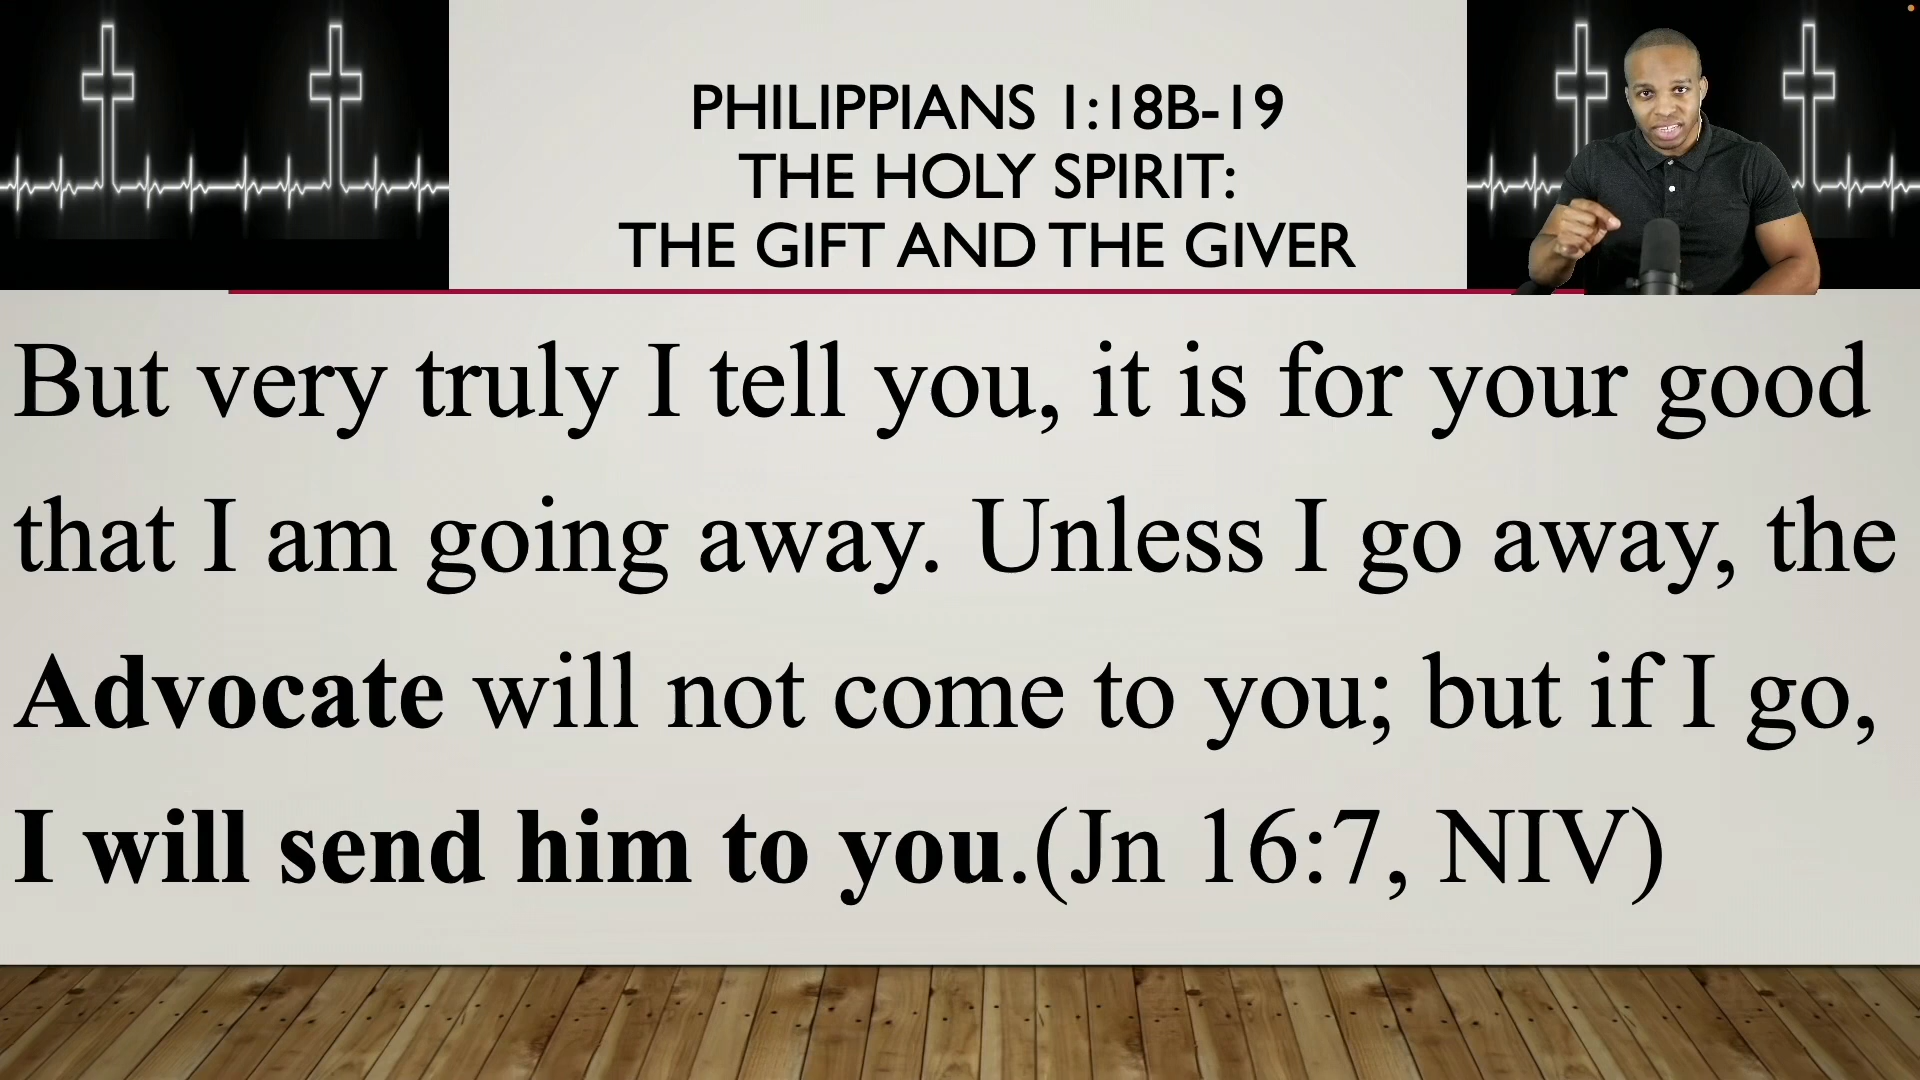 PHILIPPIANS 1:18B-19
THE HOLY SPIRIT:
THE GIFT AND THE GIVER
But very truly I tell you, it is for your good
that I am going away. Unless I go away, the
Advocate will not come to you; but if I go,
I will send him to you.(Jn 16:7, NIV)